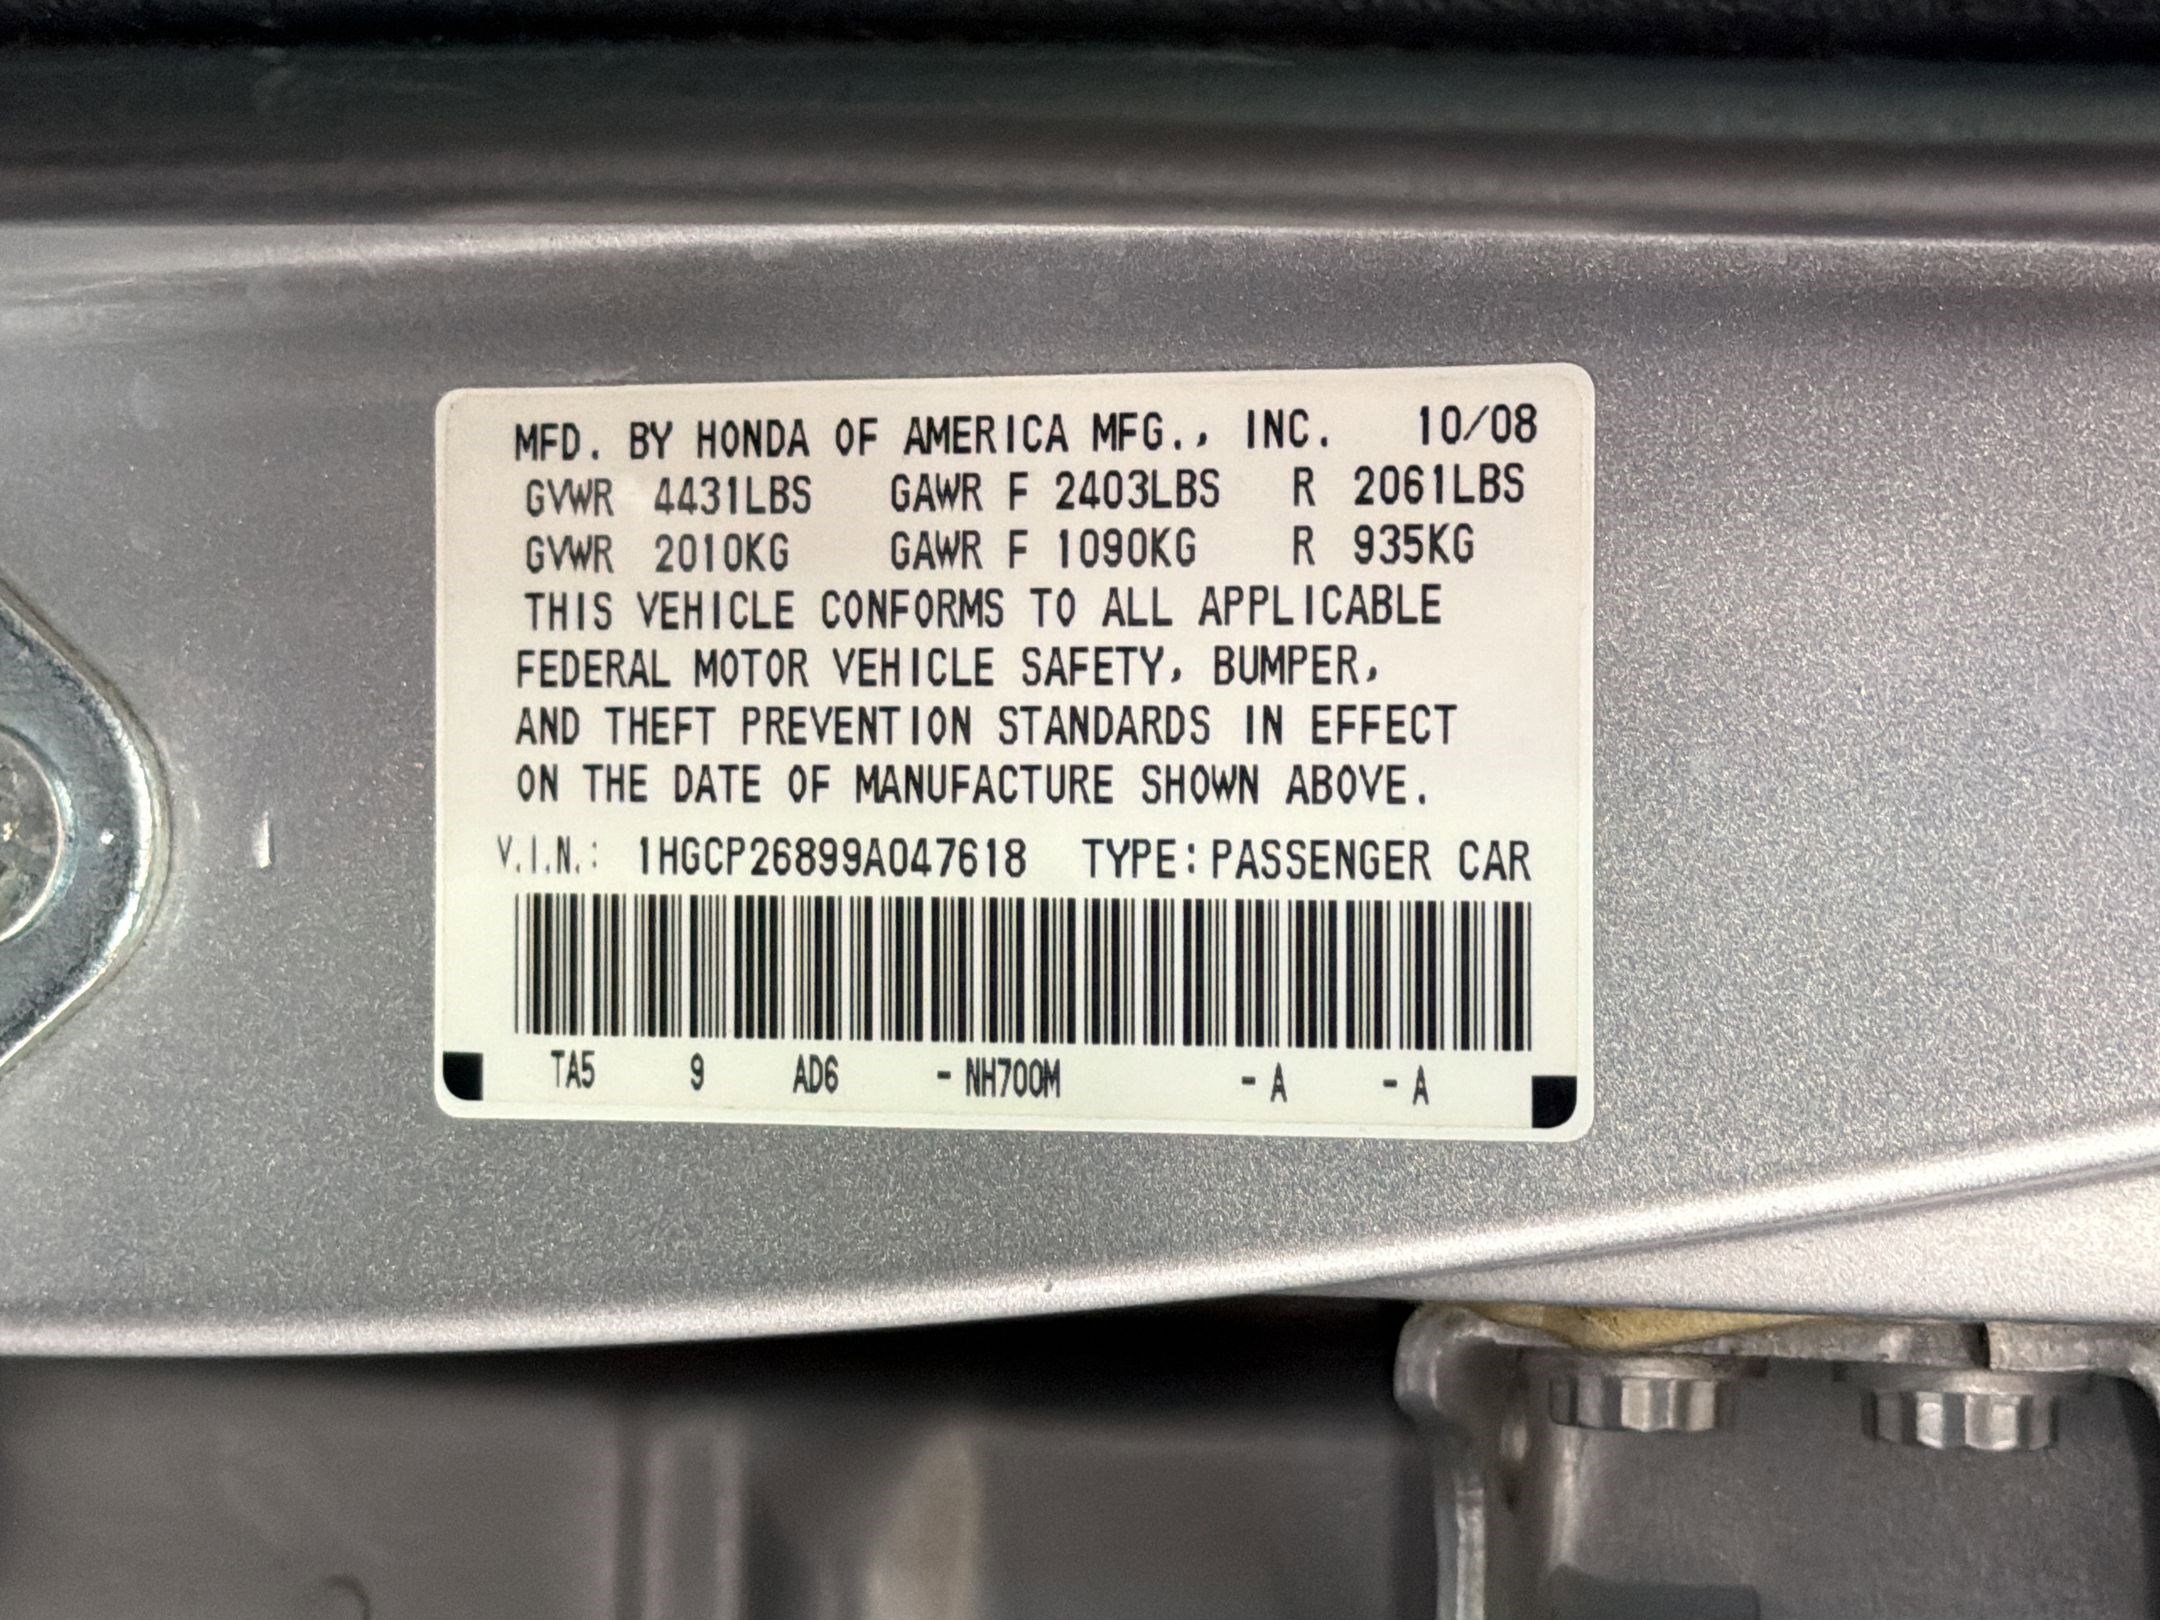 MFD. BY HONDA OF AMERICA MFG., INC. 10/08
GVWR 4431LBS GAWR F 2403LBS R 2061LBS
GVWR 2010KG GAWR F 1090KG R 935KG
THIS VEHICLE CONFORMS TO ALL APPLICABLE
FEDERAL MOTOR VEHICLE SAFETY, BUMPER,
AND THEFT PREVENTION STANDARDS IN EFFECT
ON THE DATE OF MANUFACTURE SHOWN ABOVE.
V.I.N.: 1HGCP26899A047618 TYPE: PASSENGER CAR
TA5 9 AD6 - NH700M - A - A